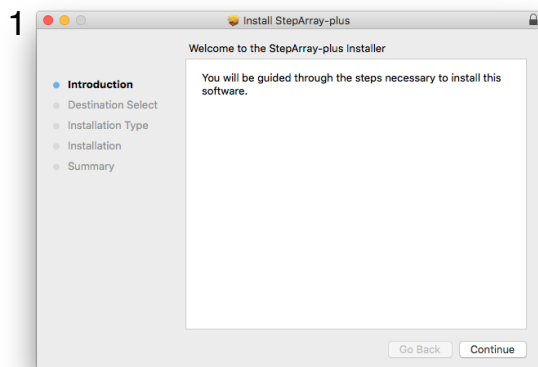 1
Install StepArray-plus
Welcome to the StepArray-plus Installer
Introduction
Destination Select
Installation Type
Installation
Summary
You will be guided through the steps necessary to install this
software.
Go Back
Continue